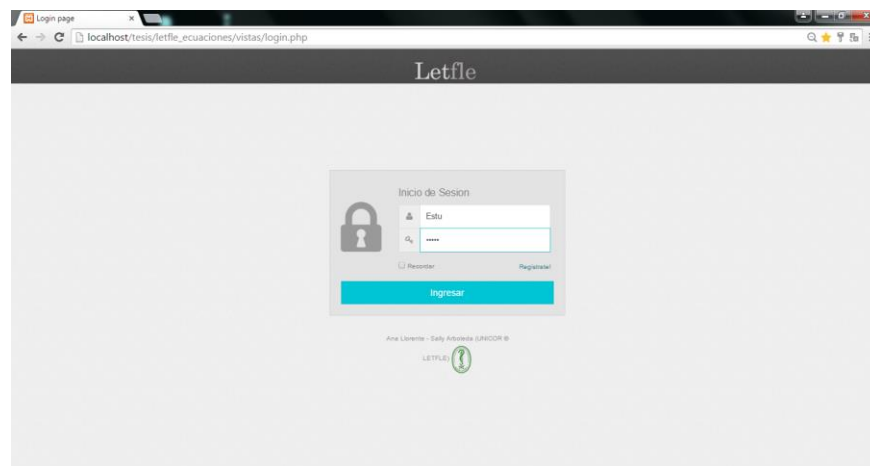 Login page
localhost/tesis/letfle_ecuaciones/vistas/login.php
Letfle
Inicio de Sesion
Estu
•••••
Recordar Registrate!
Ingresar
Ana Llorente - Sally Arboleda (UNICOR ©
LETFLE)